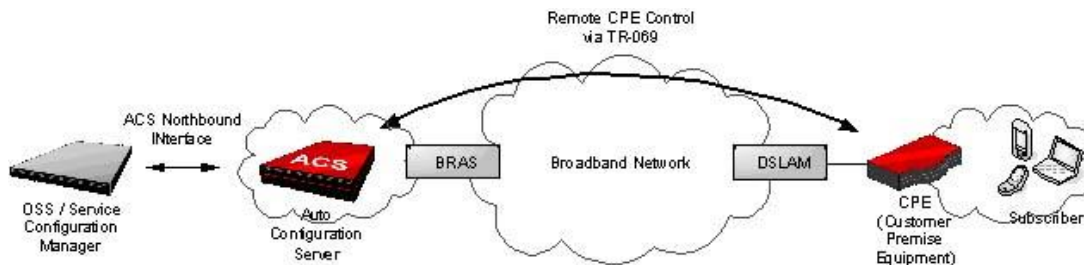 Remote CPE Control
via TR-069
ACS Northbound
INterface
ACS
BRAS
Broadband Network
DSLAM
OSS / Service
Configuration
Manager
Auto
Configuration
Server
CPE
(Customer
Premise
Equipment)
Subscriber